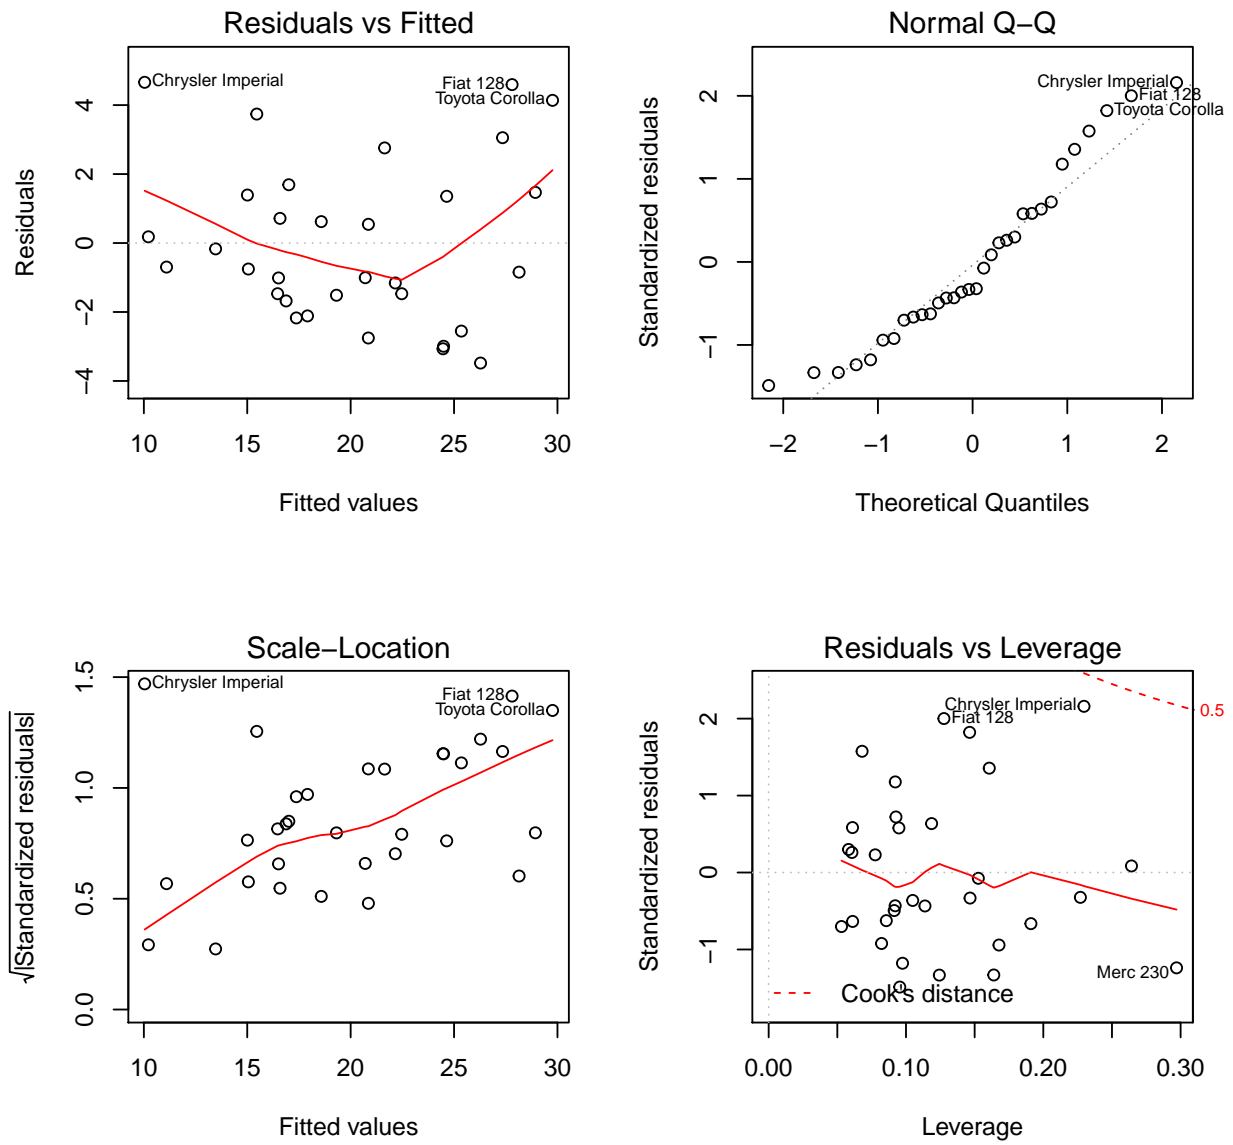 Residuals vs Fitted
Chrysler Imperial
Fiat 128
Toyota Corolla
Residuals
4
2
0
−2
−4
10 15 20 25 30
Fitted values
Normal Q−Q
Chrysler Imperial
Fiat 128
Toyota Corolla
Standardized residuals
2
1
0
−1
−2 −1 0 1 2
Theoretical Quantiles
Scale−Location
Chrysler Imperial
Fiat 128
Toyota Corolla
√|Standardized residuals|
1.5
1.0
0.5
0.0
10 15 20 25 30
Fitted values
Residuals vs Leverage
Chrysler Imperial
Fiat 128
0.5
Merc 230
Cook's distance
Standardized residuals
2
1
0
−1
0.00 0.10 0.20 0.30
Leverage